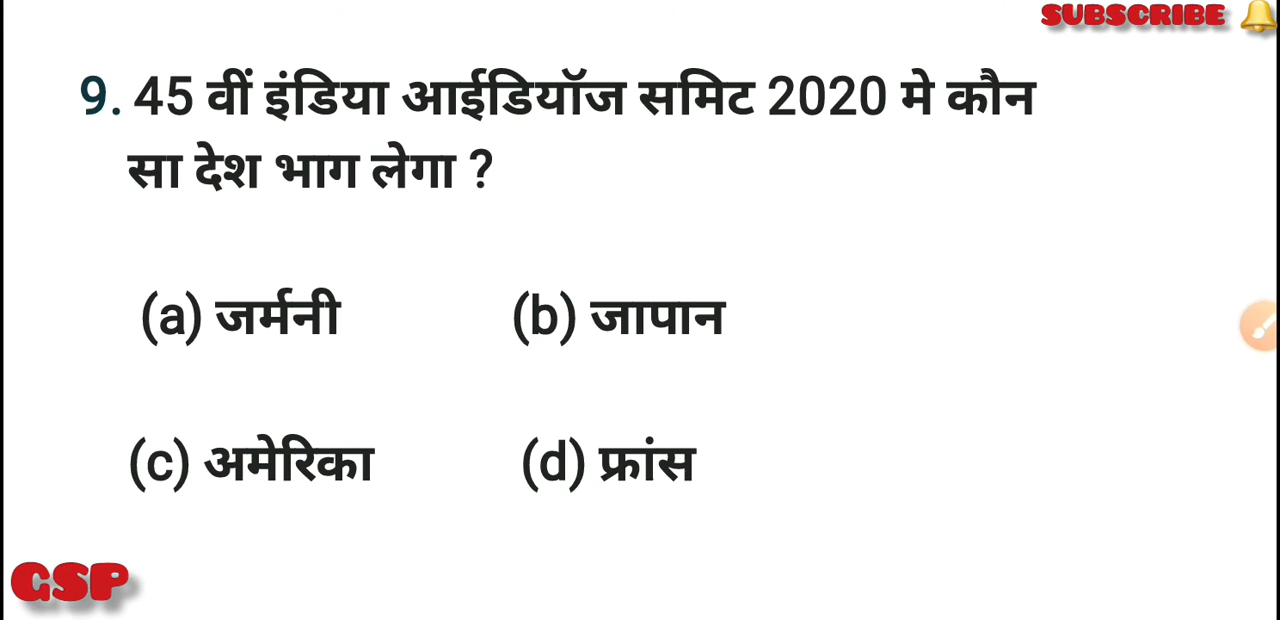 SUBSCRIBE
9. 45 वीं इंडिया आईडियॉज समिट 2020 मे कौन
सा देश भाग लेगा ?
(a) जर्मनी (b) जापान
(c) अमेरिका (d) फ्रांस
GSP